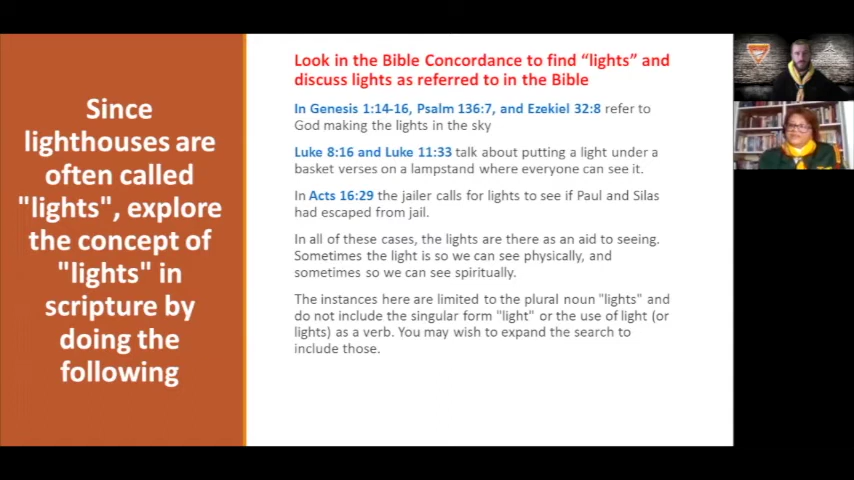 Since
lighthouses are
often called
"lights", explore
the concept of
"lights" in
scripture by
doing the
following
Look in the Bible Concordance to find “lights” and
discuss lights as referred to in the Bible
In Genesis 1:14-16, Psalm 136:7, and Ezekiel 32:8 refer to
God making the lights in the sky
Luke 8:16 and Luke 11:33 talk about putting a light under a
basket verses on a lampstand where everyone can see it.
In Acts 16:29 the jailer calls for lights to see if Paul and Silas
had escaped from jail.
In all of these cases, the lights are there as an aid to seeing.
Sometimes the light is so we can see physically, and
sometimes so we can see spiritually.
The instances here are limited to the plural noun "lights" and
do not include the singular form "light" or the use of light (or
lights) as a verb. You may wish to expand the search to
include those.